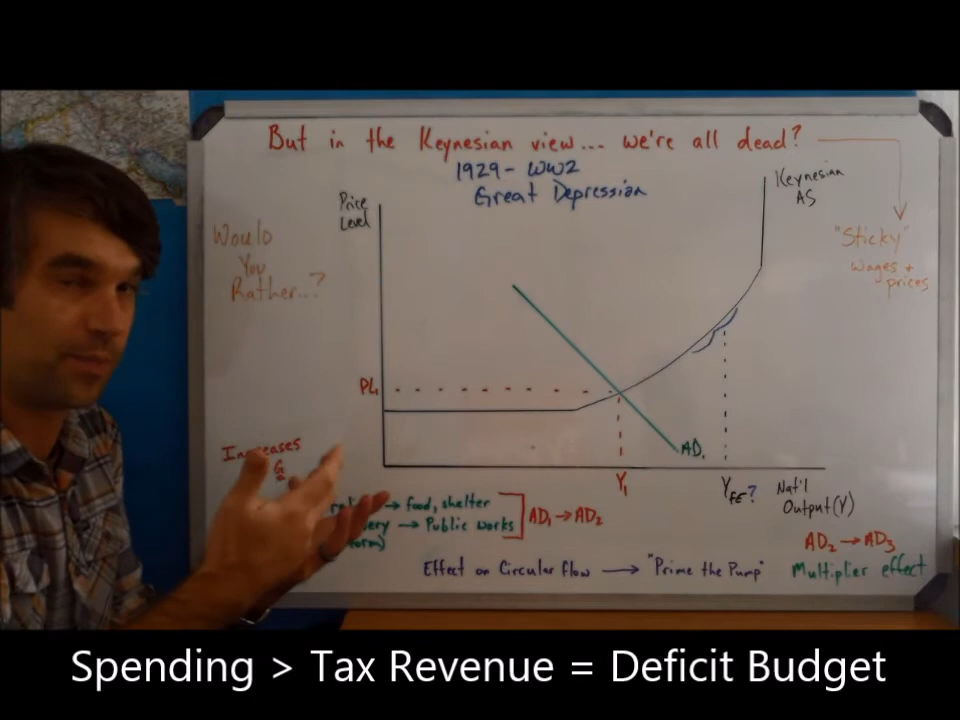 But in the Keynesian view... we're all dead?
1929 - WW2
Great Depression
Keynesian
AS
Price
Level
Would
You
Rather...?
"Sticky"
wages +
prices
PL1
AD1
Increases
G
Y1
YFE?
Nat'l
Output (Y)
→ food, shelter
→ Public works
AD1 → AD2
AD2 → AD3
Effect on Circular flow → "Prime the Pump"
Multiplier effect
Spending > Tax Revenue = Deficit Budget